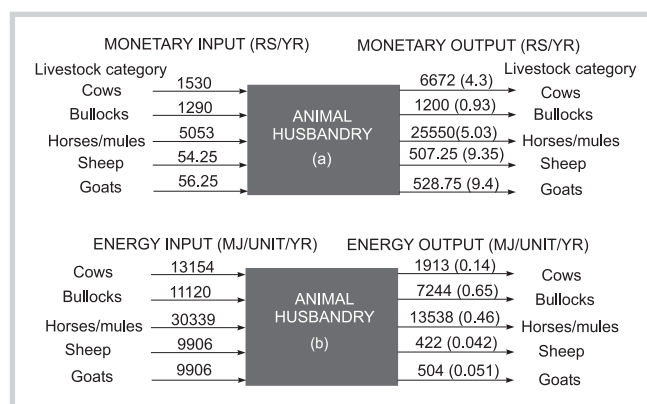 MONETARY INPUT (RS/YR) MONETARY OUTPUT (RS/YR)
Livestock category Livestock category
Cows 1530 6672 (4.3) Cows
Bullocks 1290 1200 (0.93) Bullocks
Horses/mules 5053 ANIMAL HUSBANDRY 25550(5.03) Horses/mules
Sheep 54.25 (a) 507.25 (9.35) Sheep
Goats 56.25 528.75 (9.4) Goats
ENERGY INPUT (MJ/UNIT/YR) ENERGY OUTPUT (MJ/UNIT/YR)
Cows 13154 1913 (0.14) Cows
Bullocks 11120 7244 (0.65) Bullocks
Horses/mules 30339 ANIMAL HUSBANDRY 13538 (0.46) Horses/mules
Sheep 9906 (b) 422 (0.042) Sheep
Goats 9906 504 (0.051) Goats